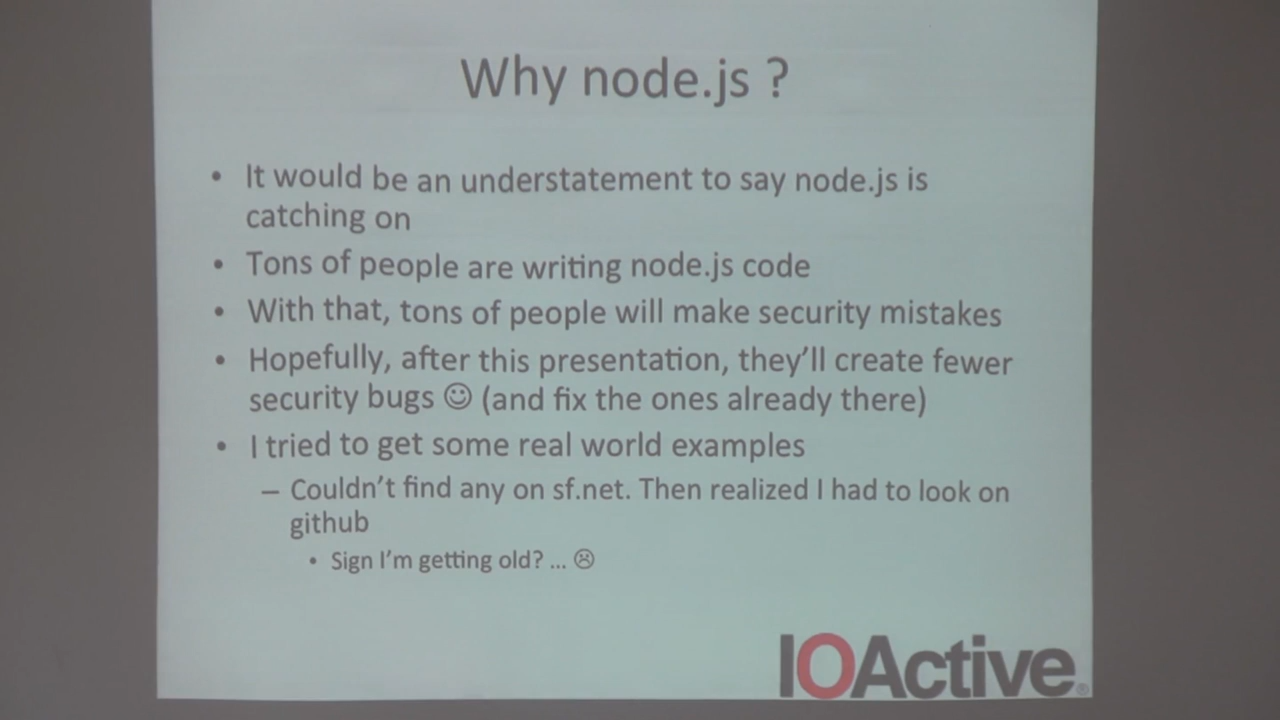 Why node.js ?
• It would be an understatement to say node.js is
catching on
• Tons of people are writing node.js code
• With that, tons of people will make security mistakes
• Hopefully, after this presentation, they’ll create fewer
security bugs ☺ (and fix the ones already there)
• I tried to get some real world examples
– Couldn’t find any on sf.net. Then realized I had to look on
github
• Sign I’m getting old? ... ☹
IOActive®